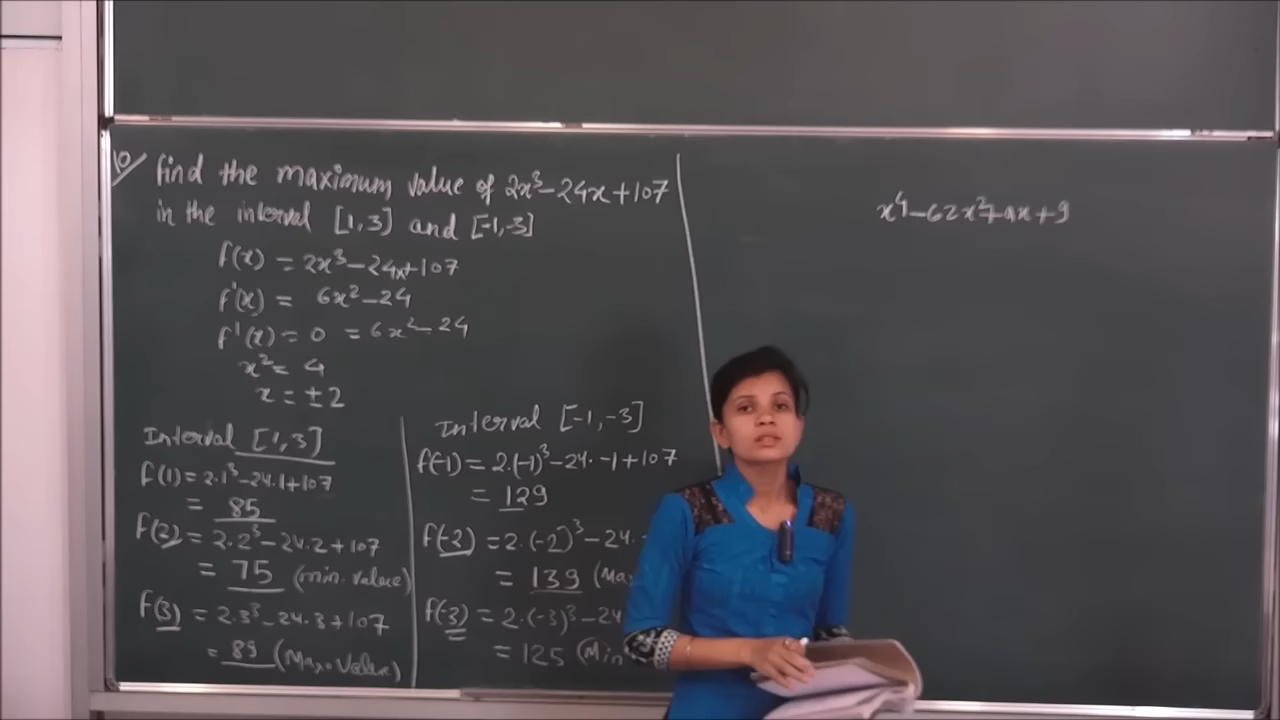 10/ find the maximum value of 2x³-24x+107
in the interval [1,3] and [-1,-3]
f(x) = 2x³-24x+107
f'(x) = 6x²-24
f'(x) = 0 = 6x²-24
x² = 4
x = ±2
Interval [1,3]
f(1) = 2.1³-24.1+107
= 85
f(2) = 2.2³-24.2+107
= 75 (min. value)
f(3) = 2.3³-24.3+107
= 89 (Max. value)
Interval [-1,-3]
f(-1) = 2.(-1)³-24.-1+107
= 129
f(-2) = 2.(-2)³-24.-
= 139 (Ma
f(-3) = 2.(-3)³-24
= 125 (Min
x⁴-62x²+ax+9